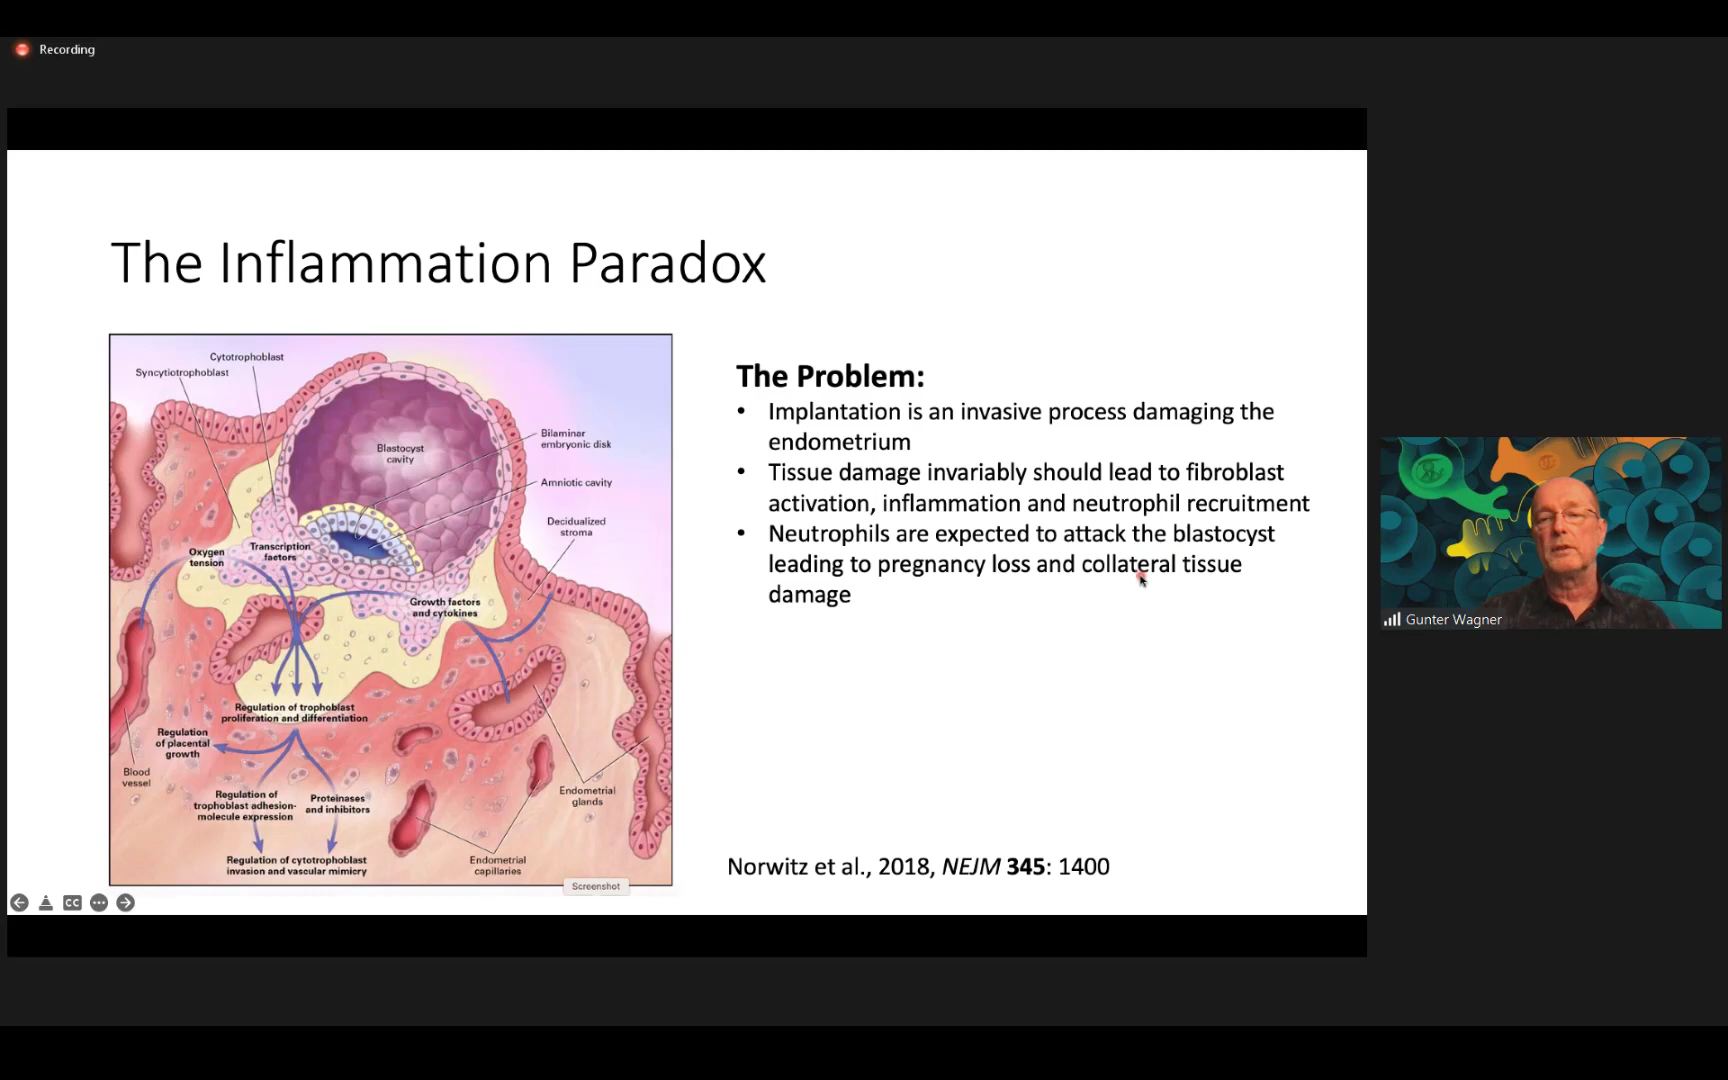 Recording
The Inflammation Paradox
Cytotrophoblast
Syncytiotrophoblast
Blastocyst
cavity
Bilaminar
embryonic disk
Amniotic cavity
Decidualized
stroma
Oxygen
tension
Transcription
factors
Growth factors
and cytokines
Regulation of trophoblast
proliferation and differentiation
Regulation
of placental
growth
Blood
vessel
Regulation of
trophoblast adhesion-
molecule expression
Proteinases
and inhibitors
Endometrial
glands
Regulation of cytotrophoblast
invasion and vascular mimicry
Endometrial
capillaries
Screenshot
The Problem:
• Implantation is an invasive process damaging the
endometrium
• Tissue damage invariably should lead to fibroblast
activation, inflammation and neutrophil recruitment
• Neutrophils are expected to attack the blastocyst
leading to pregnancy loss and collateral tissue
damage
Norwitz et al., 2018, NEJM 345: 1400
CC
Gunter Wagner